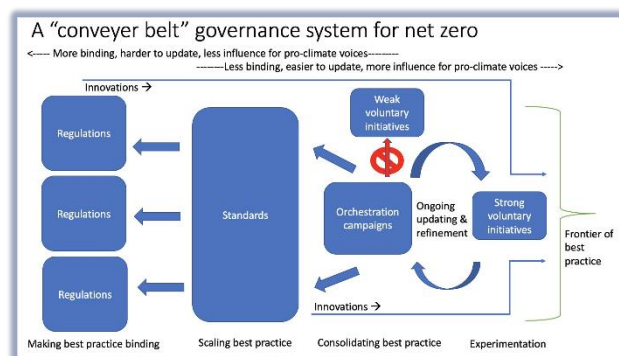 A “conveyer belt” governance system for net zero
<----- More binding, harder to update, less influence for pro-climate voices---------
--------Less binding, easier to update, more influence for pro-climate voices ----->
Innovations →
Weak
voluntary
initiatives
Regulations
Regulations
Regulations
Standards
Orchestration
campaigns
Ongoing
updating &
refinement
Strong
voluntary
initiatives
Frontier of
best
practice
Innovations →
Making best practice binding
Scaling best practice
Consolidating best practice
Experimentation